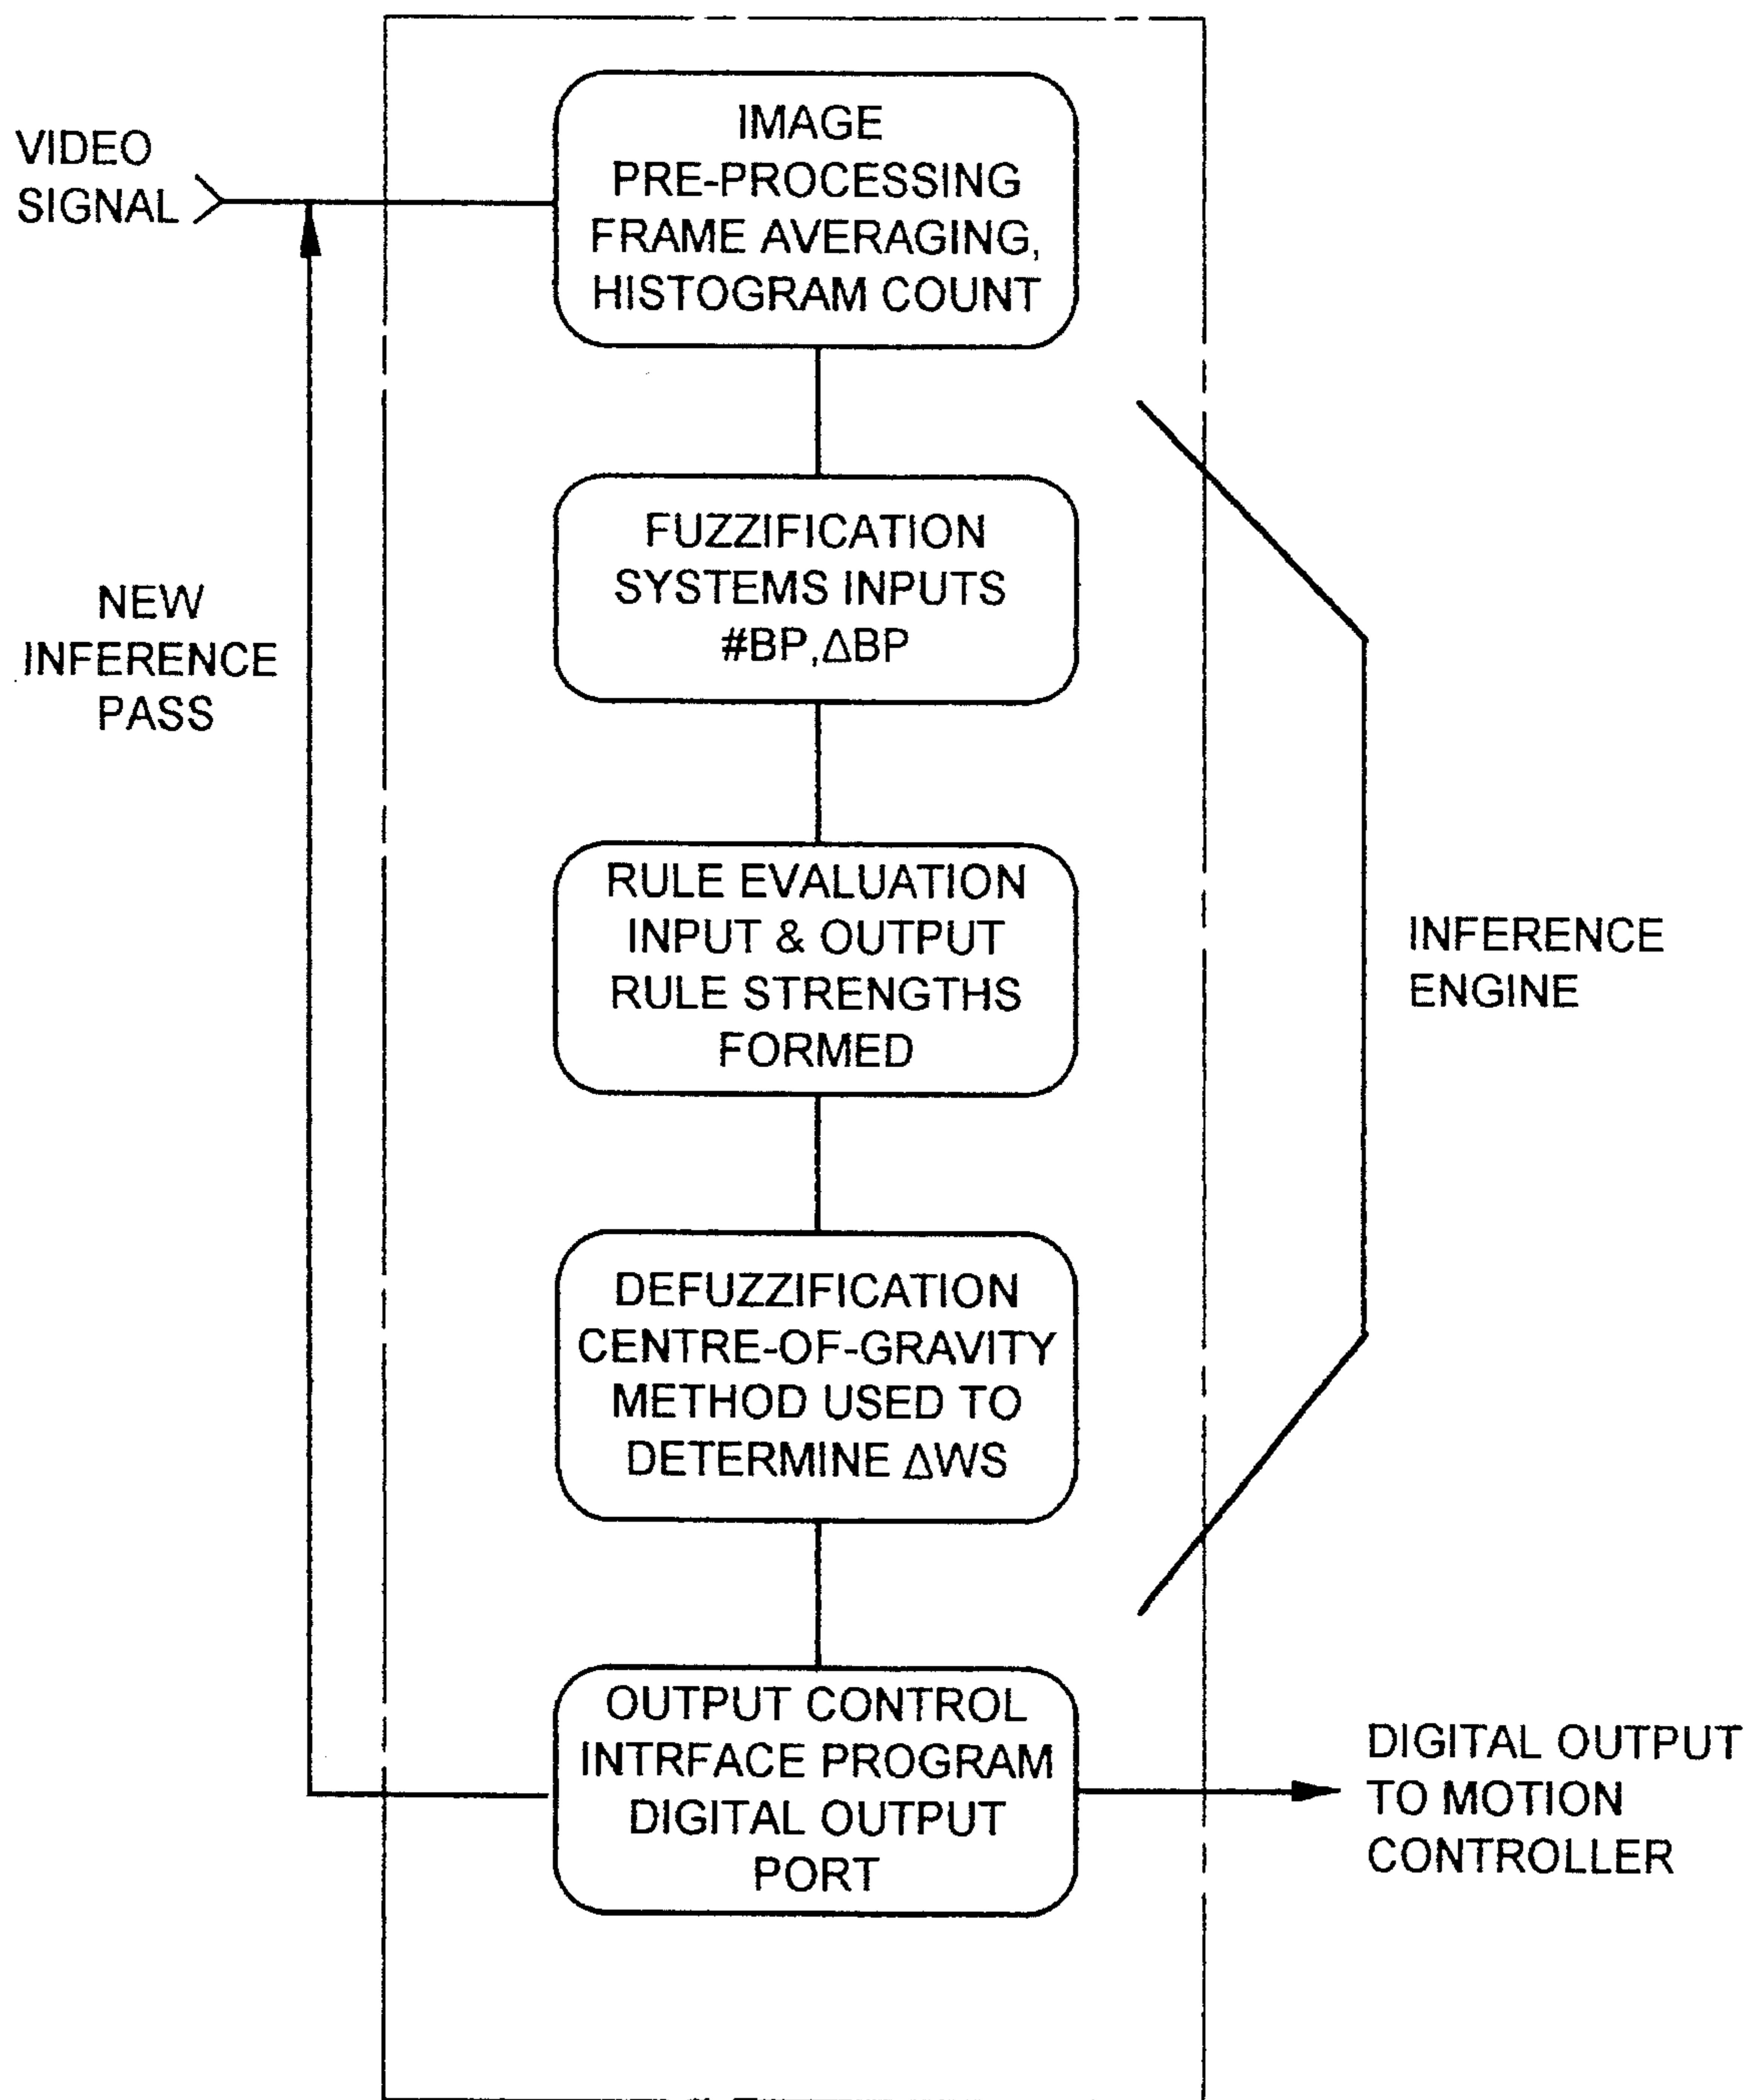 VIDEO
SIGNAL
IMAGE
PRE-PROCESSING
FRAME AVERAGING,
HISTOGRAM COUNT
FUZZIFICATION
SYSTEMS INPUTS
#BP,ΔBP
NEW
INFERENCE
PASS
RULE EVALUATION
INPUT & OUTPUT
RULE STRENGTHS
FORMED
INFERENCE
ENGINE
DEFUZZIFICATION
CENTRE-OF-GRAVITY
METHOD USED TO
DETERMINE ΔWS
OUTPUT CONTROL
INTRFACE PROGRAM
DIGITAL OUTPUT
PORT
DIGITAL OUTPUT
TO MOTION
CONTROLLER